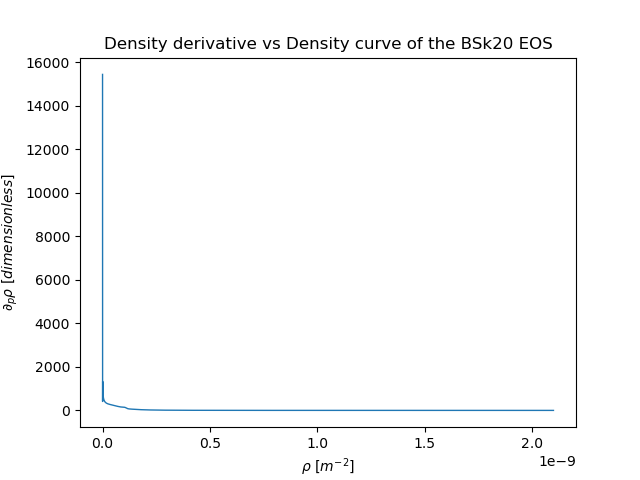 Density derivative vs Density curve of the BSk20 EOS
16000
14000
12000
10000
8000
6000
4000
2000
0
∂ₚρ [dimensionless]
0.0 0.5 1.0 1.5 2.0
1e−9
ρ [m⁻²]